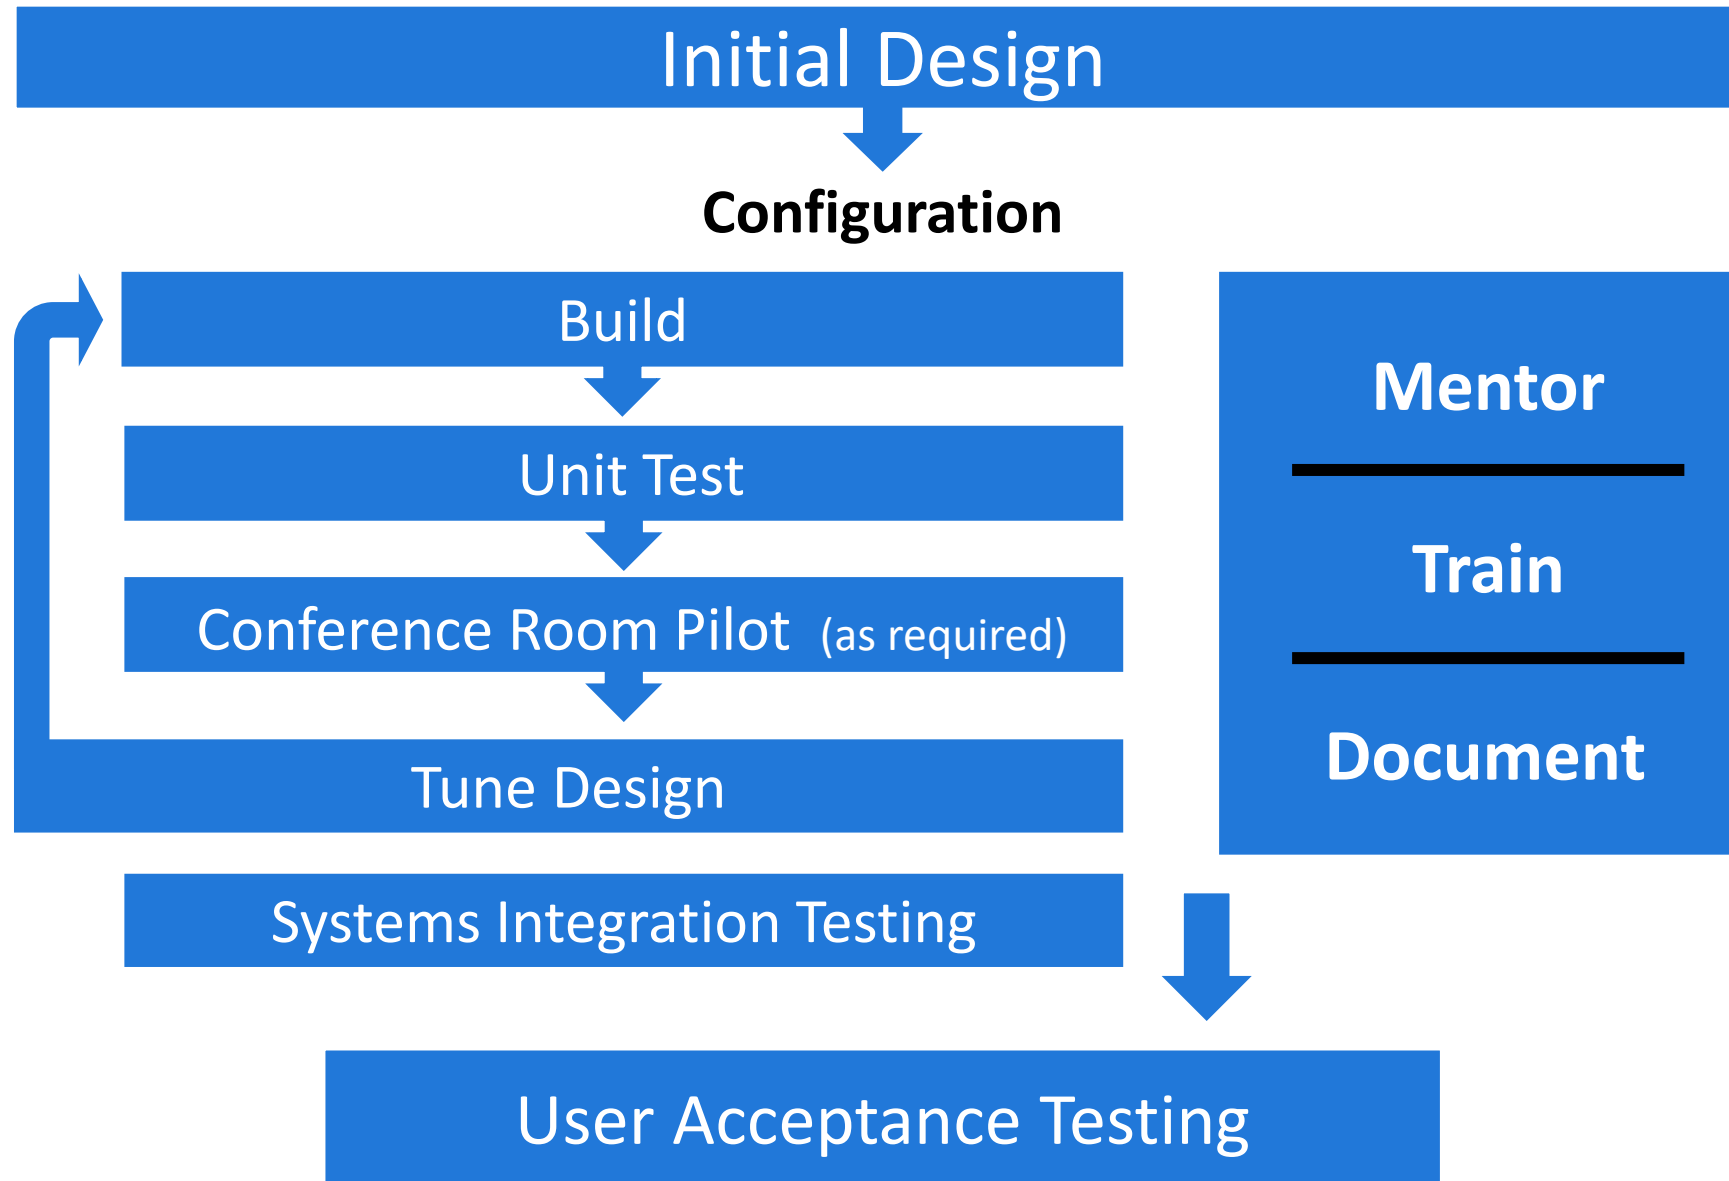 Initial Design
Configuration
Build
Unit Test
Conference Room Pilot (as required)
Tune Design
Systems Integration Testing
Mentor
Train
Document
User Acceptance Testing